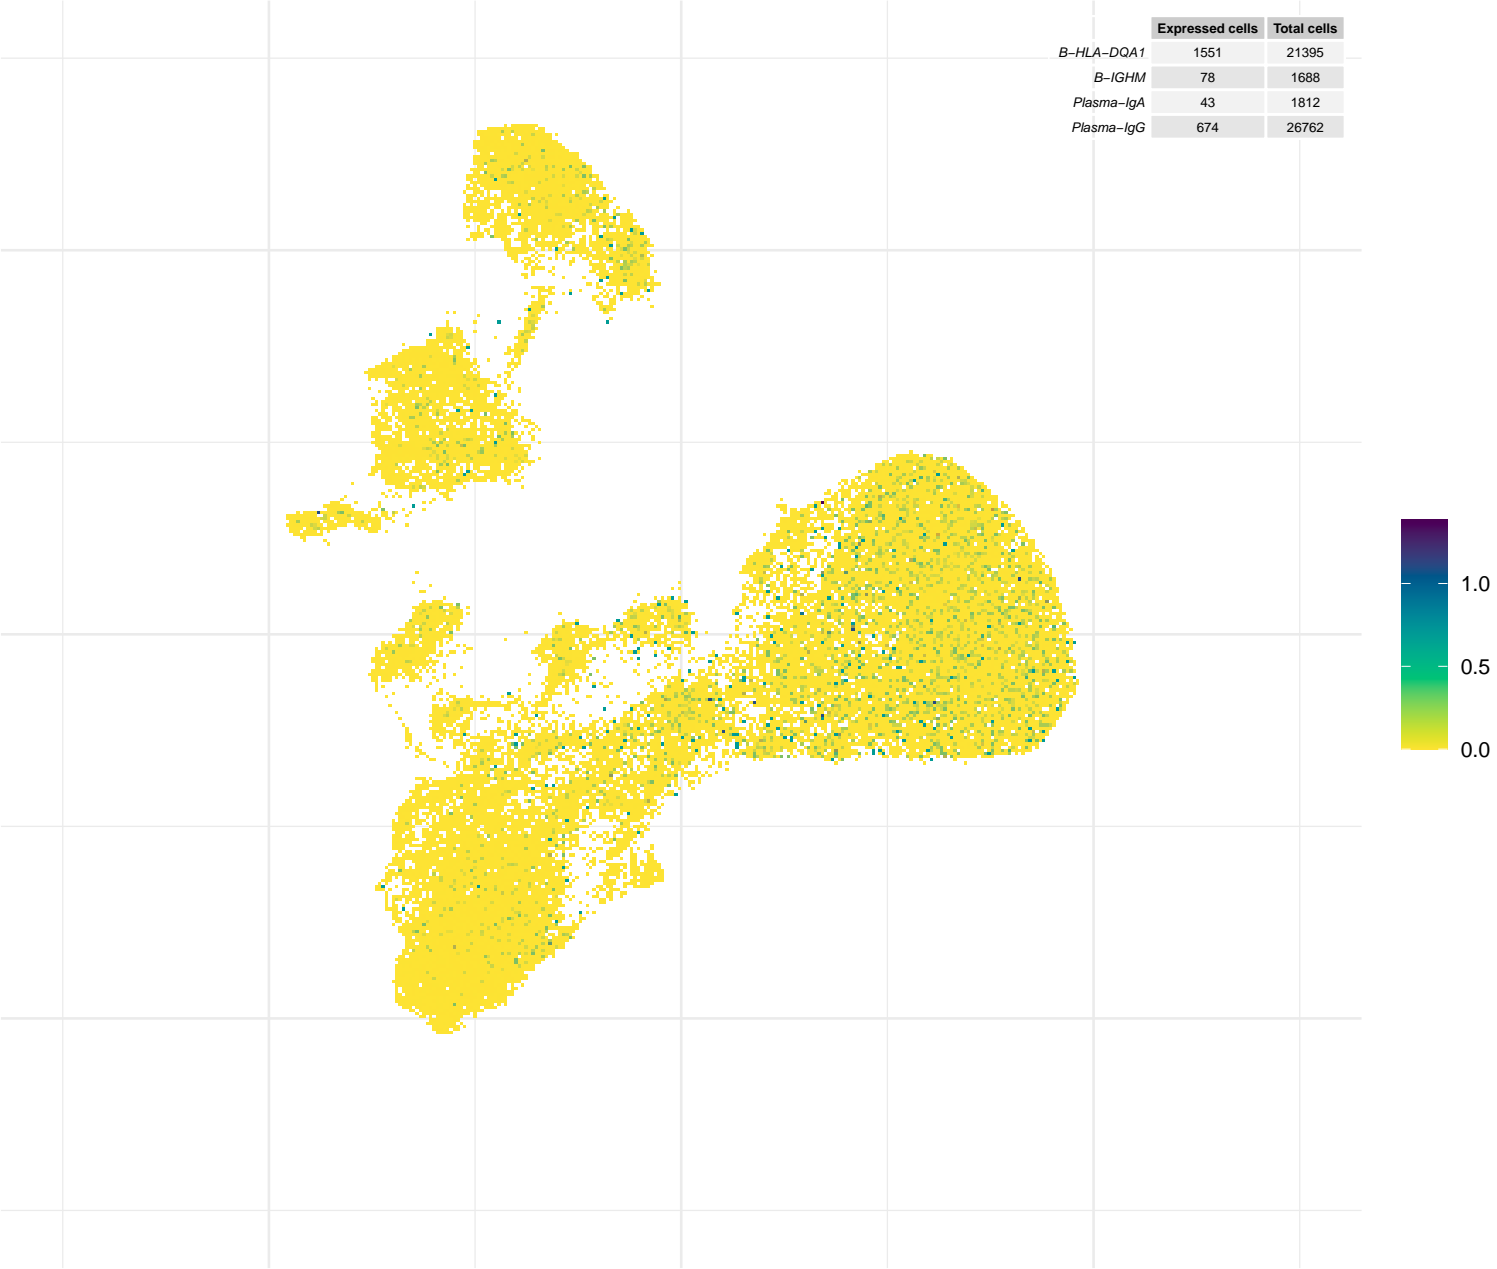 Expressed cells Total cells
B−HLA−DQA1 1551 21395
B−IGHM 78 1688
Plasma−IgA 43 1812
Plasma−IgG 674 26762
1.0
0.5
0.0